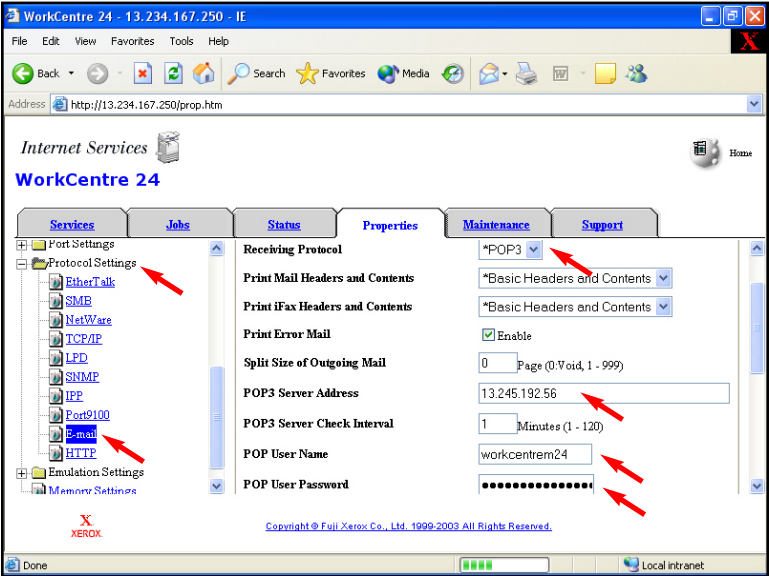 WorkCentre 24 - 13.234.167.250 - IE
File Edit View Favorites Tools Help
X
Back Search Favorites Media
Address http://13.234.167.250/prop.htm
Internet Services
Home
WorkCentre 24
Services Jobs Status Properties Maintenance Support
Port Settings
Protocol Settings
EtherTalk
SMB
NetWare
TCP/IP
LPD
SNMP
IPP
Port9100
E-mail
HTTP
Emulation Settings
Memory Settings
Receiving Protocol *POP3
Print Mail Headers and Contents *Basic Headers and Contents
Print iFax Headers and Contents *Basic Headers and Contents
Print Error Mail Enable
Split Size of Outgoing Mail 0 Page (0:Void, 1 - 999)
POP3 Server Address 13.245.192.56
POP3 Server Check Interval 1 Minutes (1 - 120)
POP User Name workcentrem24
POP User Password
X
XEROX
Copyright © Fuji Xerox Co., Ltd. 1999-2003 All Rights Reserved.
Done Local intranet